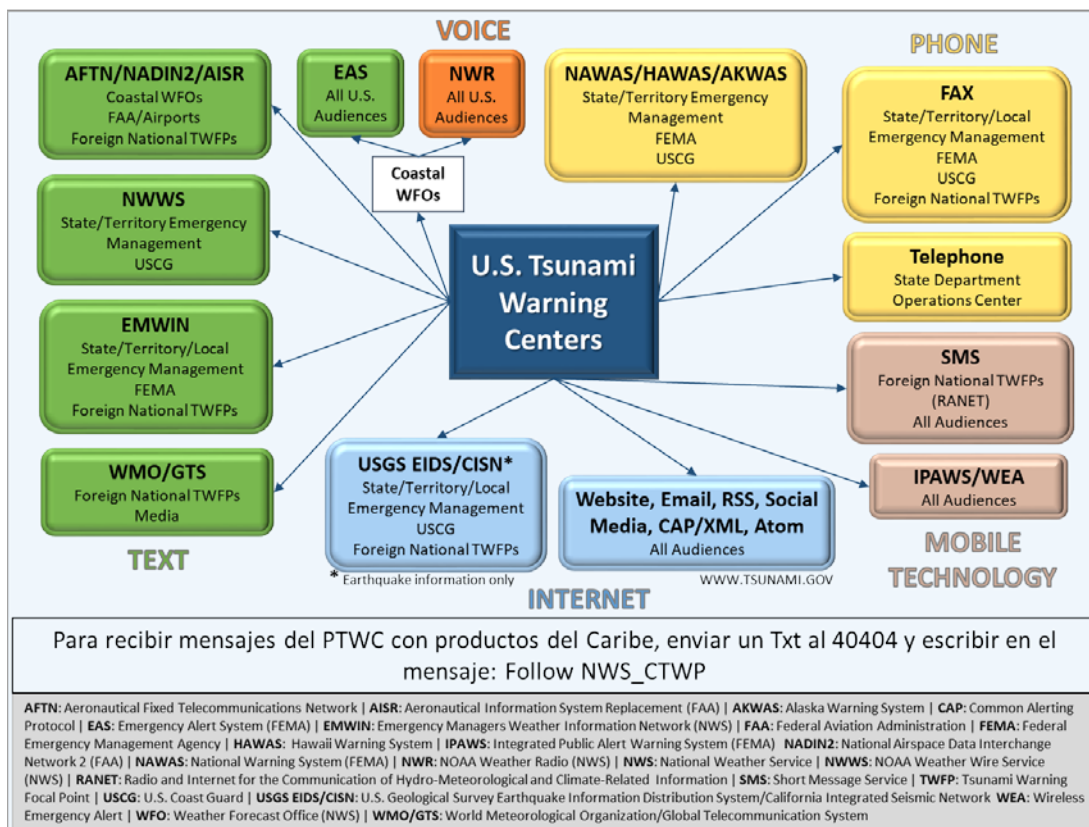 VOICE
PHONE
AFTN/NADIN2/AISR
Coastal WFOs
FAA/Airports
Foreign National TWFPs
EAS
All U.S.
Audiences
NWR
All U.S.
Audiences
Coastal
WFOs
NAWAS/HAWAS/AKWAS
State/Territory Emergency
Management
FEMA
USCG
FAX
State/Territory/Local
Emergency Management
FEMA
USCG
Foreign National TWFPs
NWWS
State/Territory Emergency
Management
USCG
U.S. Tsunami
Warning
Centers
Telephone
State Department
Operations Center
EMWIN
State/Territory/Local
Emergency Management
FEMA
Foreign National TWFPs
SMS
Foreign National TWFPs
(RANET)
All Audiences
WMO/GTS
Foreign National TWFPs
Media
TEXT
USGS EIDS/CISN*
State/Territory/Local
Emergency Management
USCG
Foreign National TWFPs
* Earthquake information only
Website, Email, RSS, Social
Media, CAP/XML, Atom
All Audiences
WWW.TSUNAMI.GOV
INTERNET
IPAWS/WEA
All Audiences
MOBILE
TECHNOLOGY
Para recibir mensajes del PTWC con productos del Caribe, enviar un Txt al 40404 y escribir en el
mensaje: Follow NWS_CTWP
AFTN: Aeronautical Fixed Telecommunications Network | AISR: Aeronautical Information System Replacement (FAA) | AKWAS: Alaska Warning System | CAP: Common Alerting
Protocol | EAS: Emergency Alert System (FEMA) | EMWIN: Emergency Managers Weather Information Network (NWS) | FAA: Federal Aviation Administration | FEMA: Federal
Emergency Management Agency | HAWAS: Hawaii Warning System | IPAWS: Integrated Public Alert Warning System (FEMA) NADIN2: National Airspace Data Interchange
Network 2 (FAA) | NAWAS: National Warning System (FEMA) | NWR: NOAA Weather Radio (NWS) | NWS: National Weather Service | NWWS: NOAA Weather Wire Service
(NWS) | RANET: Radio and Internet for the Communication of Hydro-Meteorological and Climate-Related Information | SMS: Short Message Service | TWFP: Tsunami Warning
Focal Point | USCG: U.S. Coast Guard | USGS EIDS/CISN: U.S. Geological Survey Earthquake Information Distribution System/California Integrated Seismic Network WEA: Wireless
Emergency Alert | WFO: Weather Forecast Office (NWS) | WMO/GTS: World Meteorological Organization/Global Telecommunication System